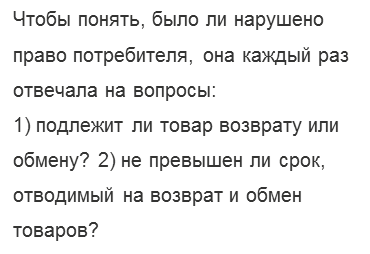 Чтобы понять, было ли нарушено
право потребителя, она каждый раз
отвечала на вопросы:
1) подлежит ли товар возврату или
обмену? 2) не превышен ли срок,
отводимый на возврат и обмен
товаров?